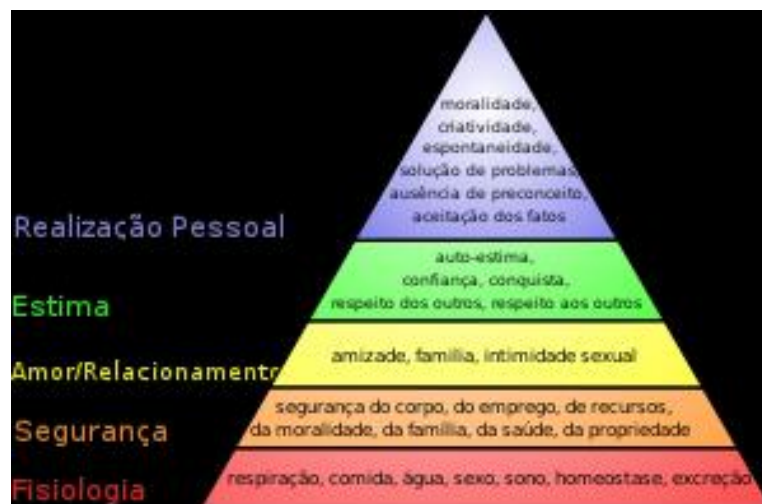 moralidade,
criatividade,
espontaneidade,
solução de problemas,
ausência de preconceito,
aceitação dos fatos
Realização Pessoal
auto-estima,
confiança, conquista,
respeito dos outros, respeito aos outros
Estima
amizade, família, intimidade sexual
Amor/Relacionamento
segurança do corpo, do emprego, de recursos,
da moralidade, da família, da saúde, da propriedade
Segurança
respiração, comida, água, sexo, sono, homeostase, excreção
Fisiologia